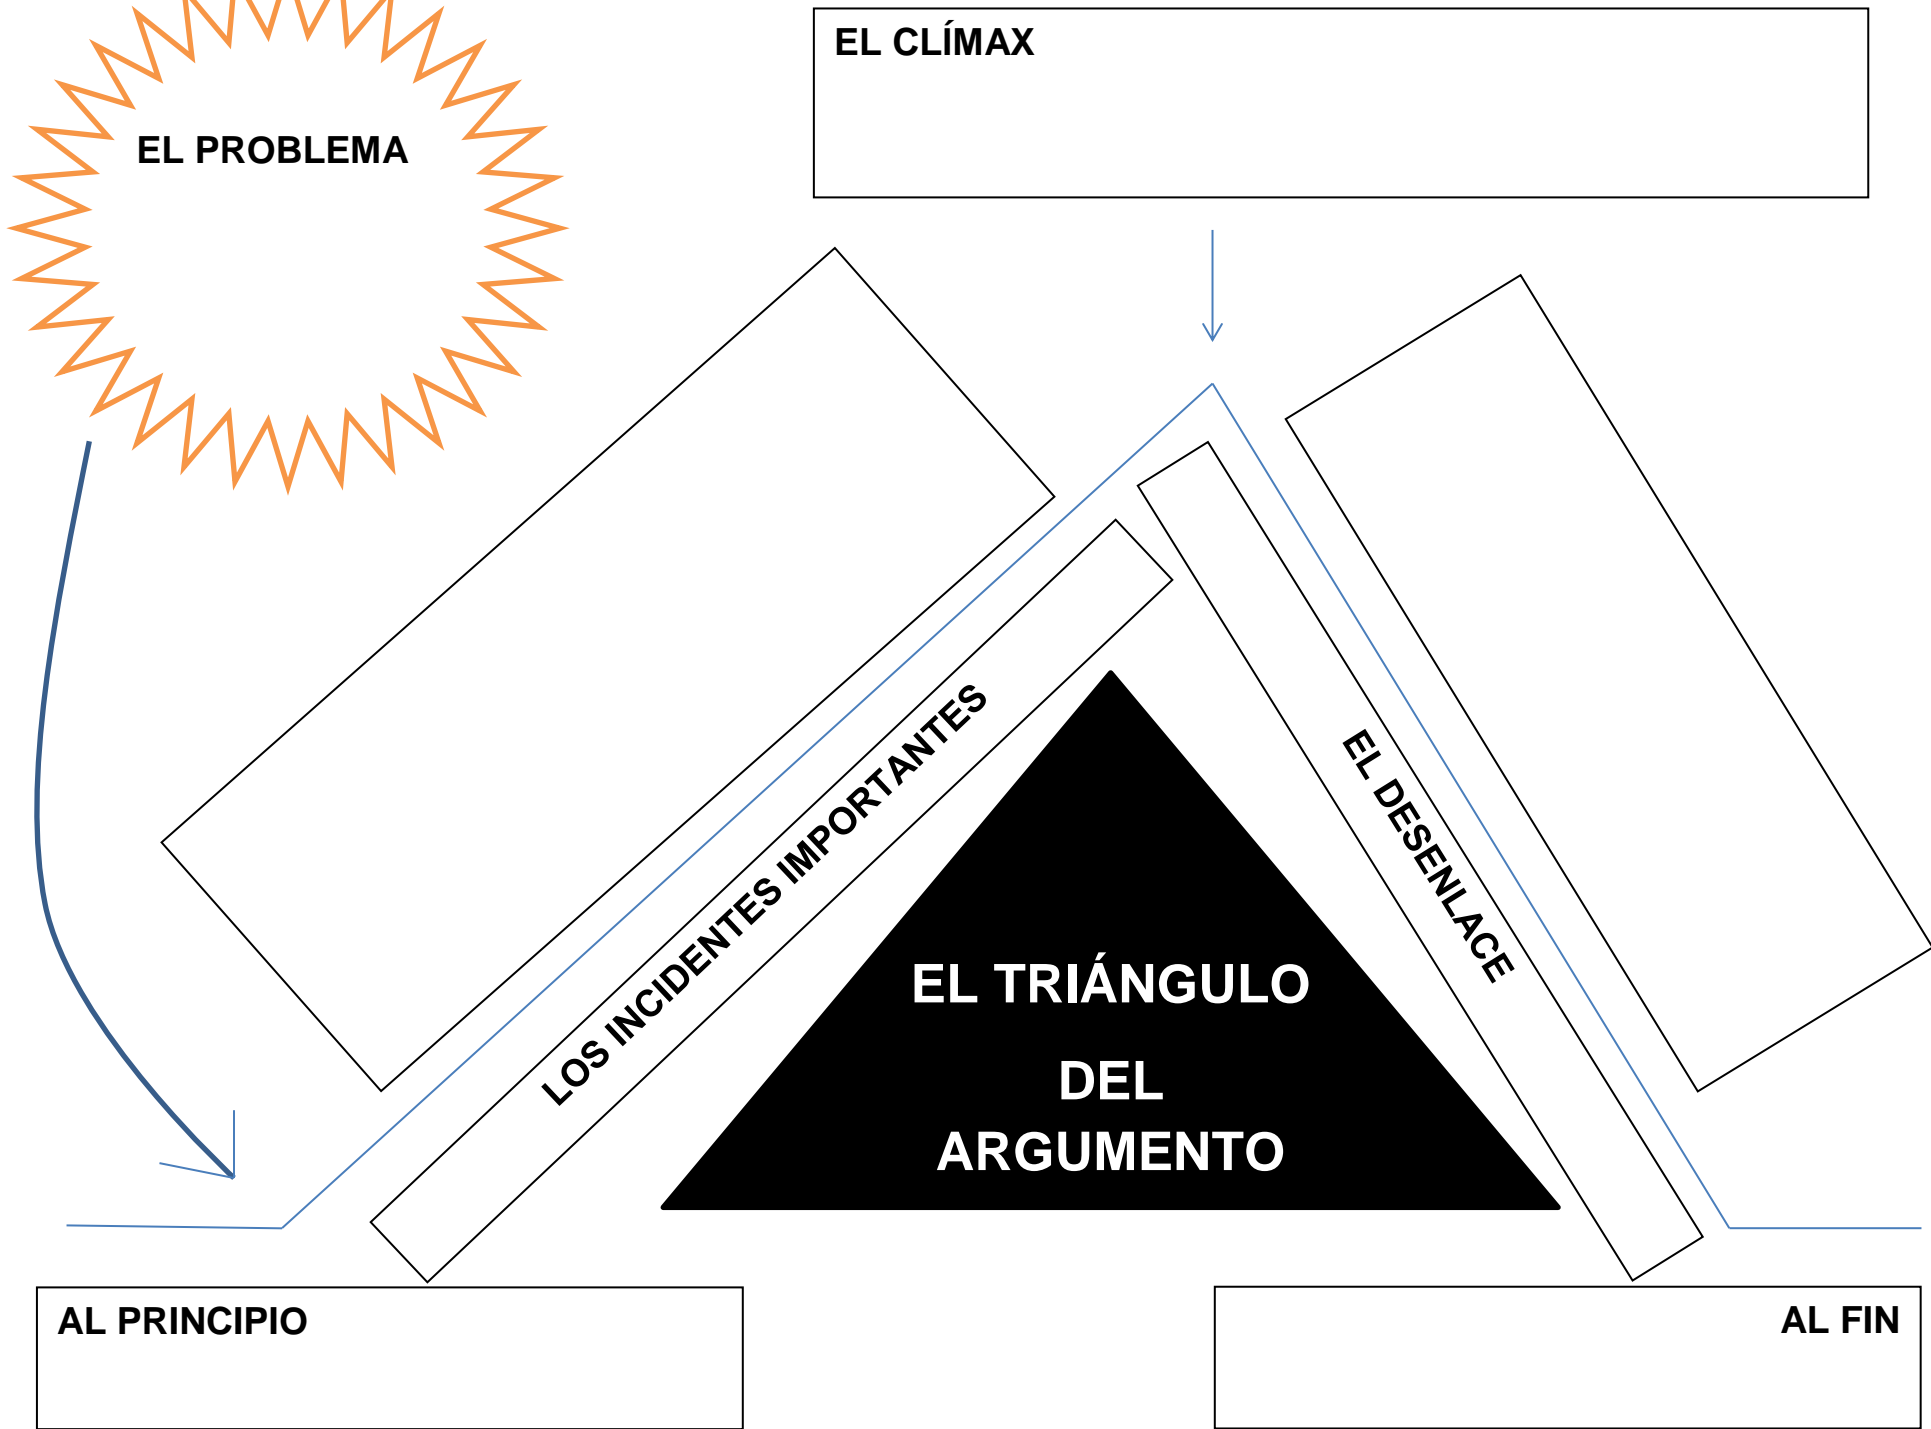 EL CLÍMAX
EL PROBLEMA
LOS INCIDENTES IMPORTANTES
EL DESENLACE
EL TRIÁNGULO
DEL
ARGUMENTO
AL PRINCIPIO
AL FIN